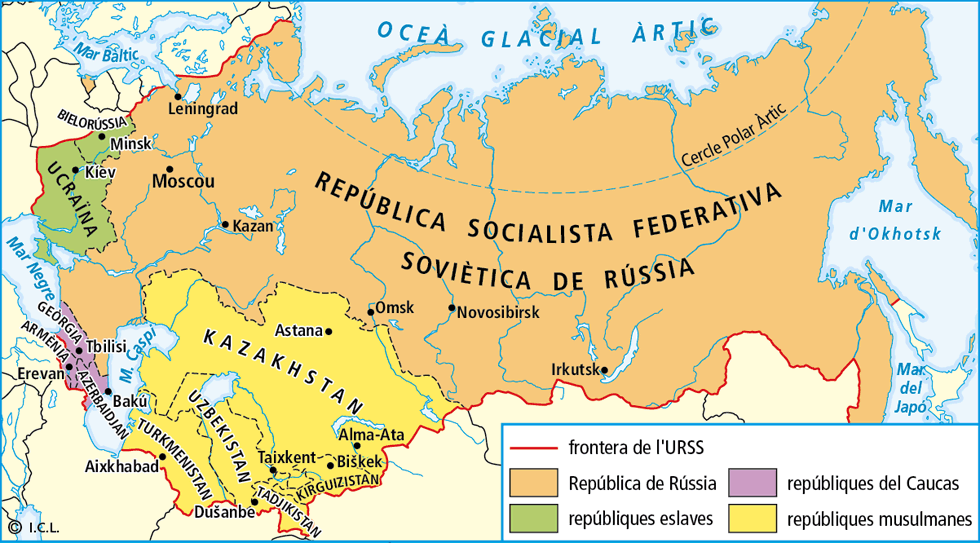 OCEÀ GLACIAL ÀRTIC
Mar Bàltic
Leningrad
Cercle Polar Àrtic
BIELORÚSSIA
Minsk
Kíev
UCRAÏNA
Moscou
Kazan
REPÚBLICA SOCIALISTA FEDERATIVA
SOVIÈTICA DE RÚSSIA
Mar
d'Okhotsk
Mar Negre
GEÒRGIA
ARMÈNIA
Tbilisi
Erevan
AZERBAIDJAN
Bakú
M. Caspi
Omsk
Novosibirsk
Astana
KAZAKHSTAN
Irkutsk
Mar
del
Japó
UZBEKISTAN
TURKMENISTAN
Alma-Ata
Taixkent
Biškek
KIRGUIZISTAN
Aixkhabad
TADJIKISTAN
Dušanbe
© I.C.L.
frontera de l'URSS
República de Rússia
repúbliques del Caucas
repúbliques eslaves
repúbliques musulmanes